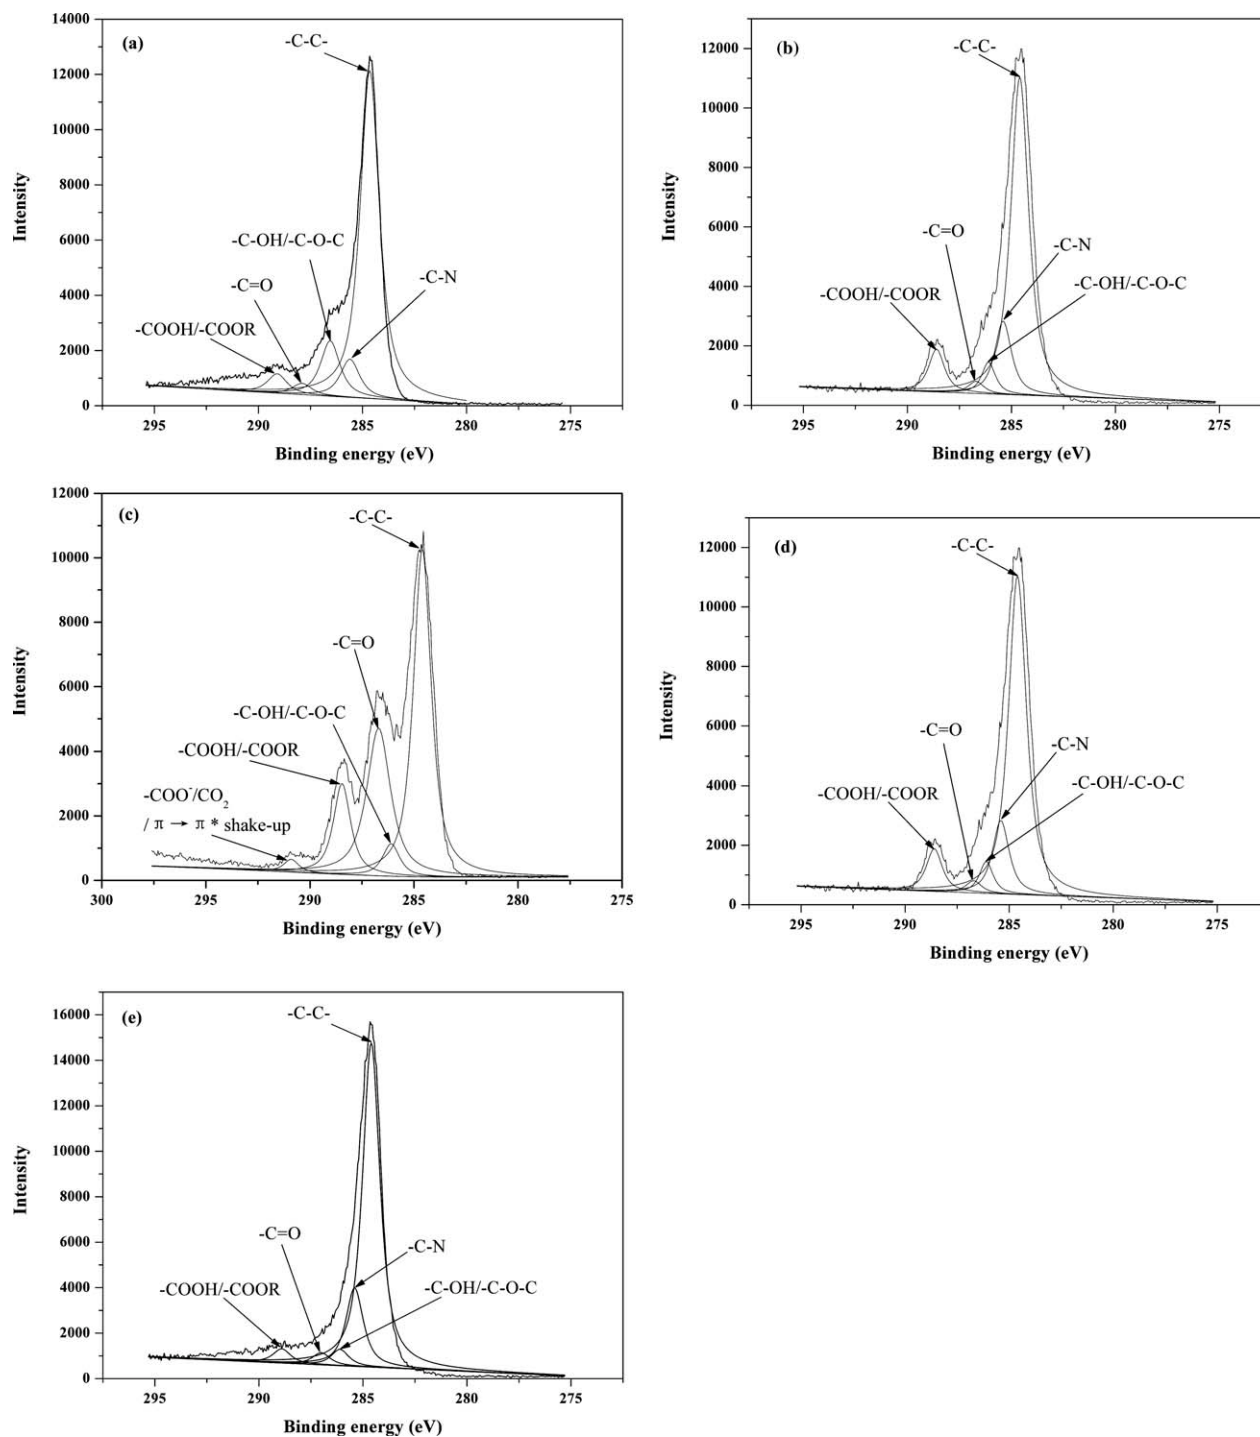 (a)
-C-C-
-C-OH/-C-O-C
-C=O
-C-N
-COOH/-COOR
14000
12000
10000
8000
6000
4000
2000
0
295
290
285
280
275
Intensity
Binding energy (eV)
(b)
-C-C-
-C=O
-C-N
-COOH/-COOR
-C-OH/-C-O-C
12000
10000
8000
6000
4000
2000
0
295
290
285
280
275
Intensity
Binding energy (eV)
(c)
-C-C-
-C=O
-C-OH/-C-O-C
-COOH/-COOR
-COO⁻/CO₂
/ π → π * shake-up
12000
10000
8000
6000
4000
2000
0
300
295
290
285
280
275
Intensity
Binding energy (eV)
(d)
-C-C-
-C=O
-C-N
-COOH/-COOR
-C-OH/-C-O-C
12000
10000
8000
6000
4000
2000
0
295
290
285
280
275
Intensity
Binding energy (eV)
(e)
-C-C-
-C=O
-C-N
-COOH/-COOR
-C-OH/-C-O-C
16000
14000
12000
10000
8000
6000
4000
2000
0
295
290
285
280
275
Intensity
Binding energy (eV)